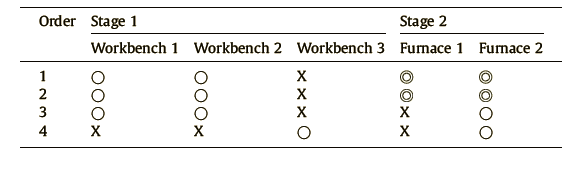 Order Stage 1 Stage 2
Workbench 1 Workbench 2 Workbench 3 Furnace 1 Furnace 2
1 ○ ○ X ◎ ◎
2 ○ ○ X ◎ ◎
3 ○ ○ X X ○
4 X X ○ X ○